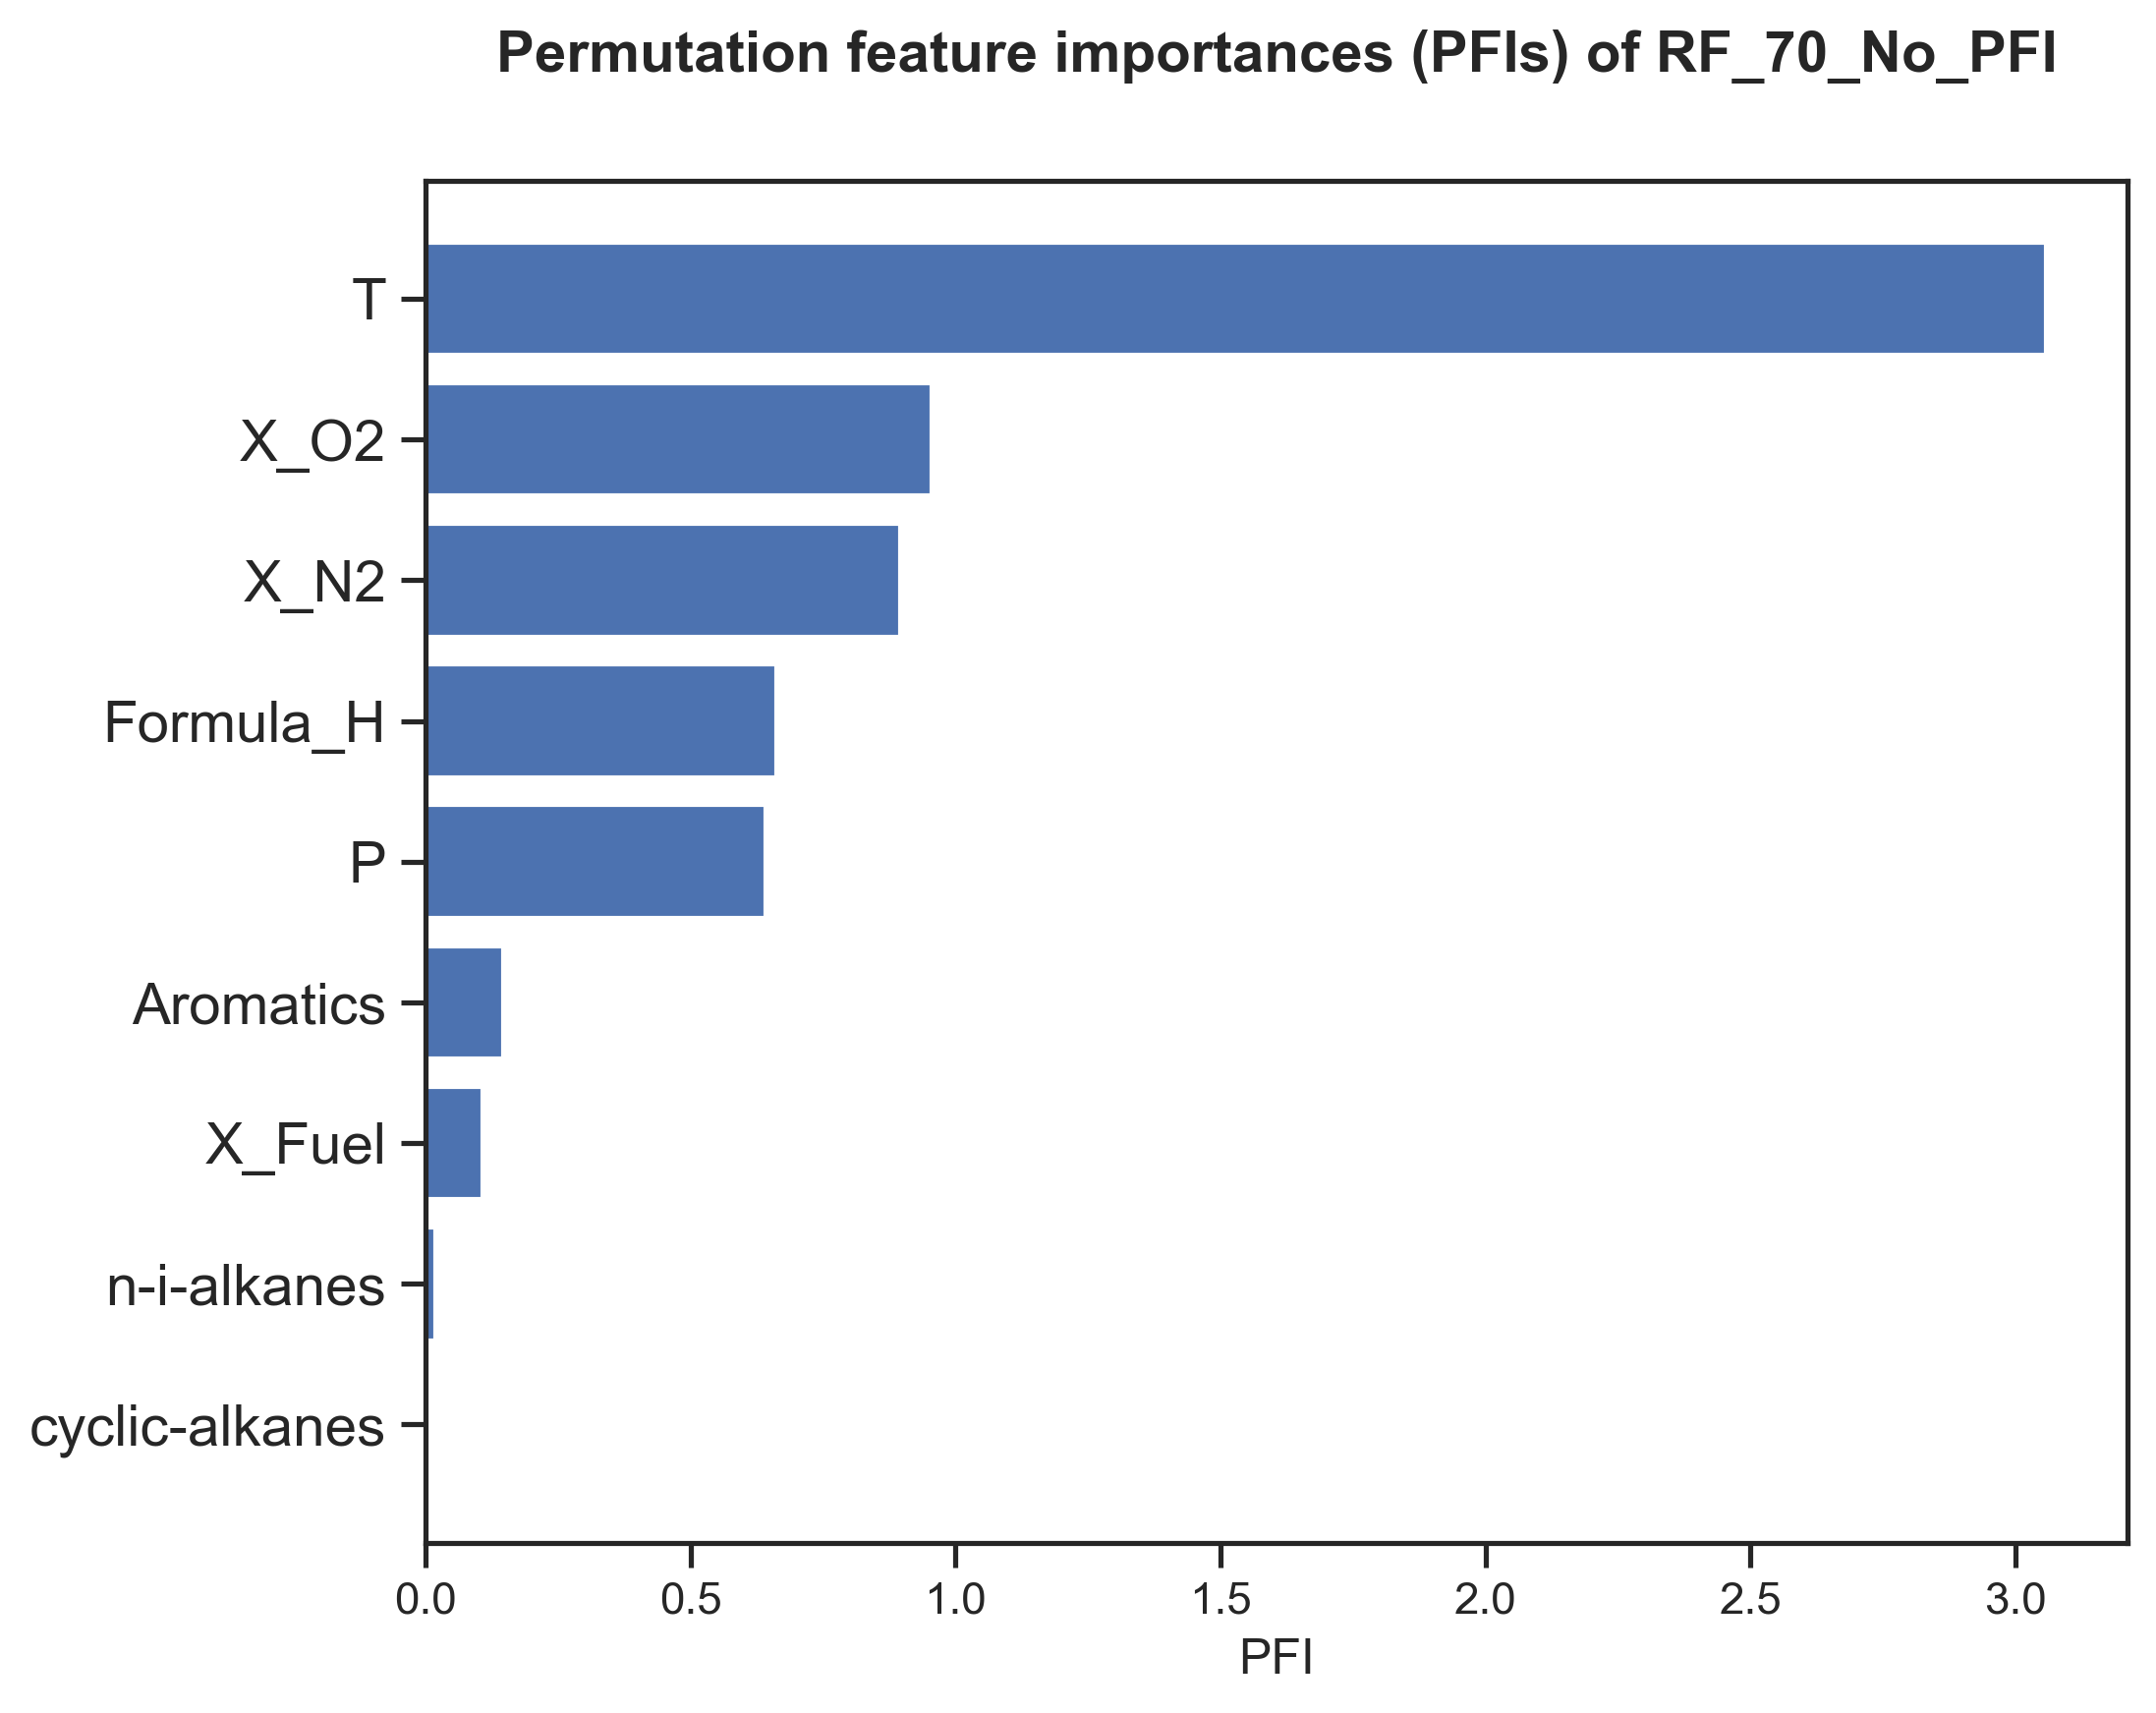 Permutation feature importances (PFIs) of RF_70_No_PFI
T
X_O2
X_N2
Formula_H
P
Aromatics
X_Fuel
n-i-alkanes
cyclic-alkanes
0.0 0.5 1.0 1.5 2.0 2.5 3.0
PFI